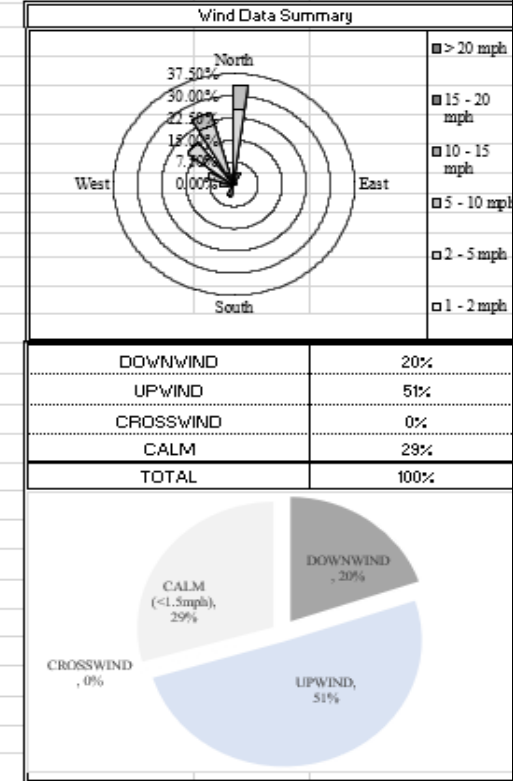 Wind Data Summary
North
37.50%
30.00%
22.50%
15.00%
7.50%
0.00%
West
East
South
> 20 mph
15 - 20
mph
10 - 15
mph
5 - 10 mph
2 - 5 mph
1 - 2 mph
DOWNWIND 20%
UPWIND 51%
CROSSWIND 0%
CALM 29%
TOTAL 100%
DOWNWIND
, 20%
CALM
(<1.5mph),
29%
CROSSWIND
, 0%
UPWIND,
51%